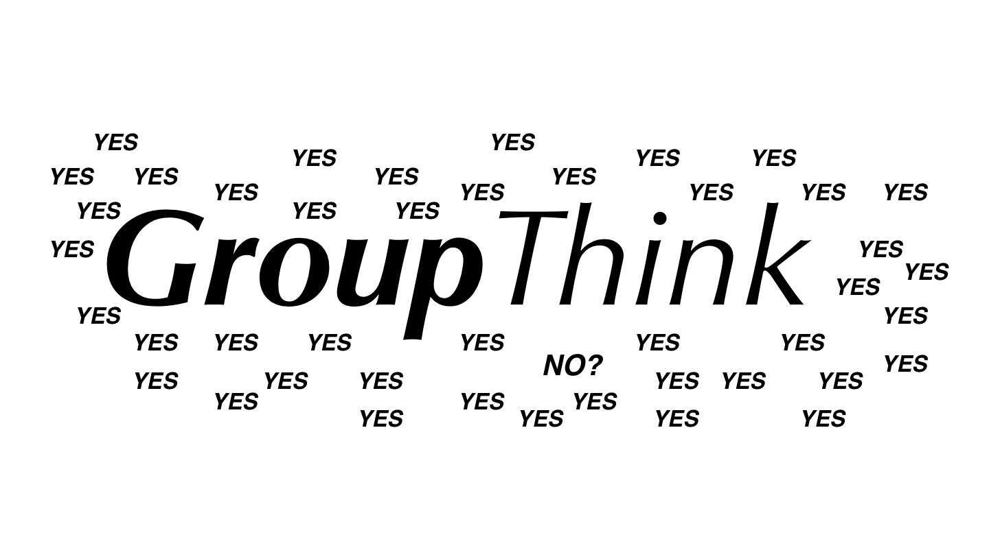 YES YES
YES YES YES
YES YES YES YES
YES YES YES YES YES
YES YES YES
GroupThink
YES YES
YES
YES
YES YES
YES YES YES YES YES YES
NO? YES
YES YES YES YES YES YES
YES YES YES
YES YES YES YES